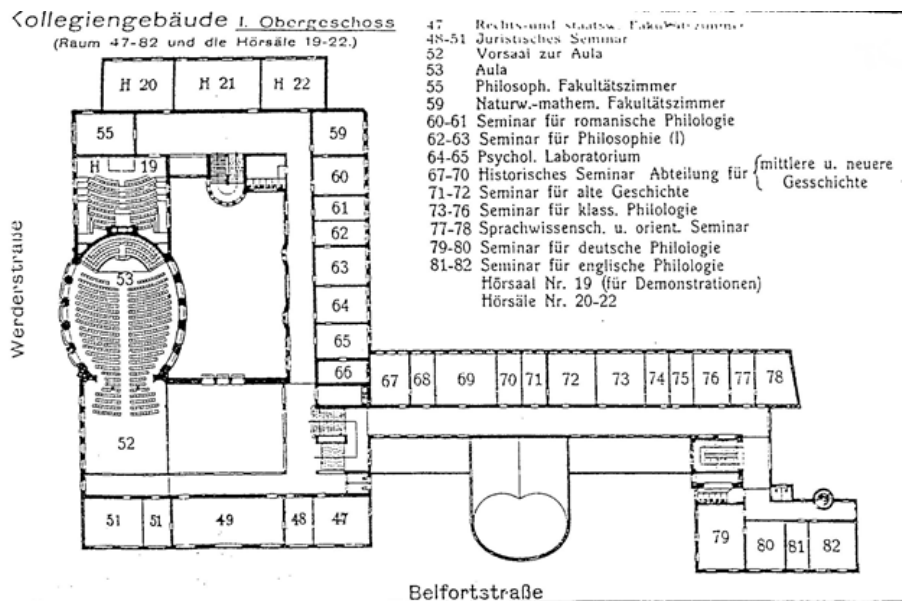 Kollegiengebäude I. Obergeschoss
(Raum 47-82 und die Hörsäle 19-22.)
47 Rechts- und staatsw. Fakultätszimmer
48-51 Juristisches Seminar
52 Vorsaal zur Aula
53 Aula
55 Philosoph. Fakultätszimmer
59 Naturw.-mathem. Fakultätszimmer
60-61 Seminar für romanische Philologie
62-63 Seminar für Philosophie (I)
64-65 Psychol. Laboratorium
67-70 Historisches Seminar Abteilung für { mittlere u. neuere
Gesschichte
71-72 Seminar für alte Geschichte
73-76 Seminar für klass. Philologie
77-78 Sprachwissensch. u. orient. Seminar
79-80 Seminar für deutsche Philologie
81-82 Seminar für englische Philologie
Hörsaal Nr. 19 (für Demonstrationen)
Hörsäle Nr. 20-22
H 20 H 21 H 22
55 59
H 19
60
61
62
53 63
64
65
66
67 68 69 70 71 72 73 74 75 76 77 78
52
51 51 49 48 47
79 80 81 82
Werderstraße
Belfortstraße